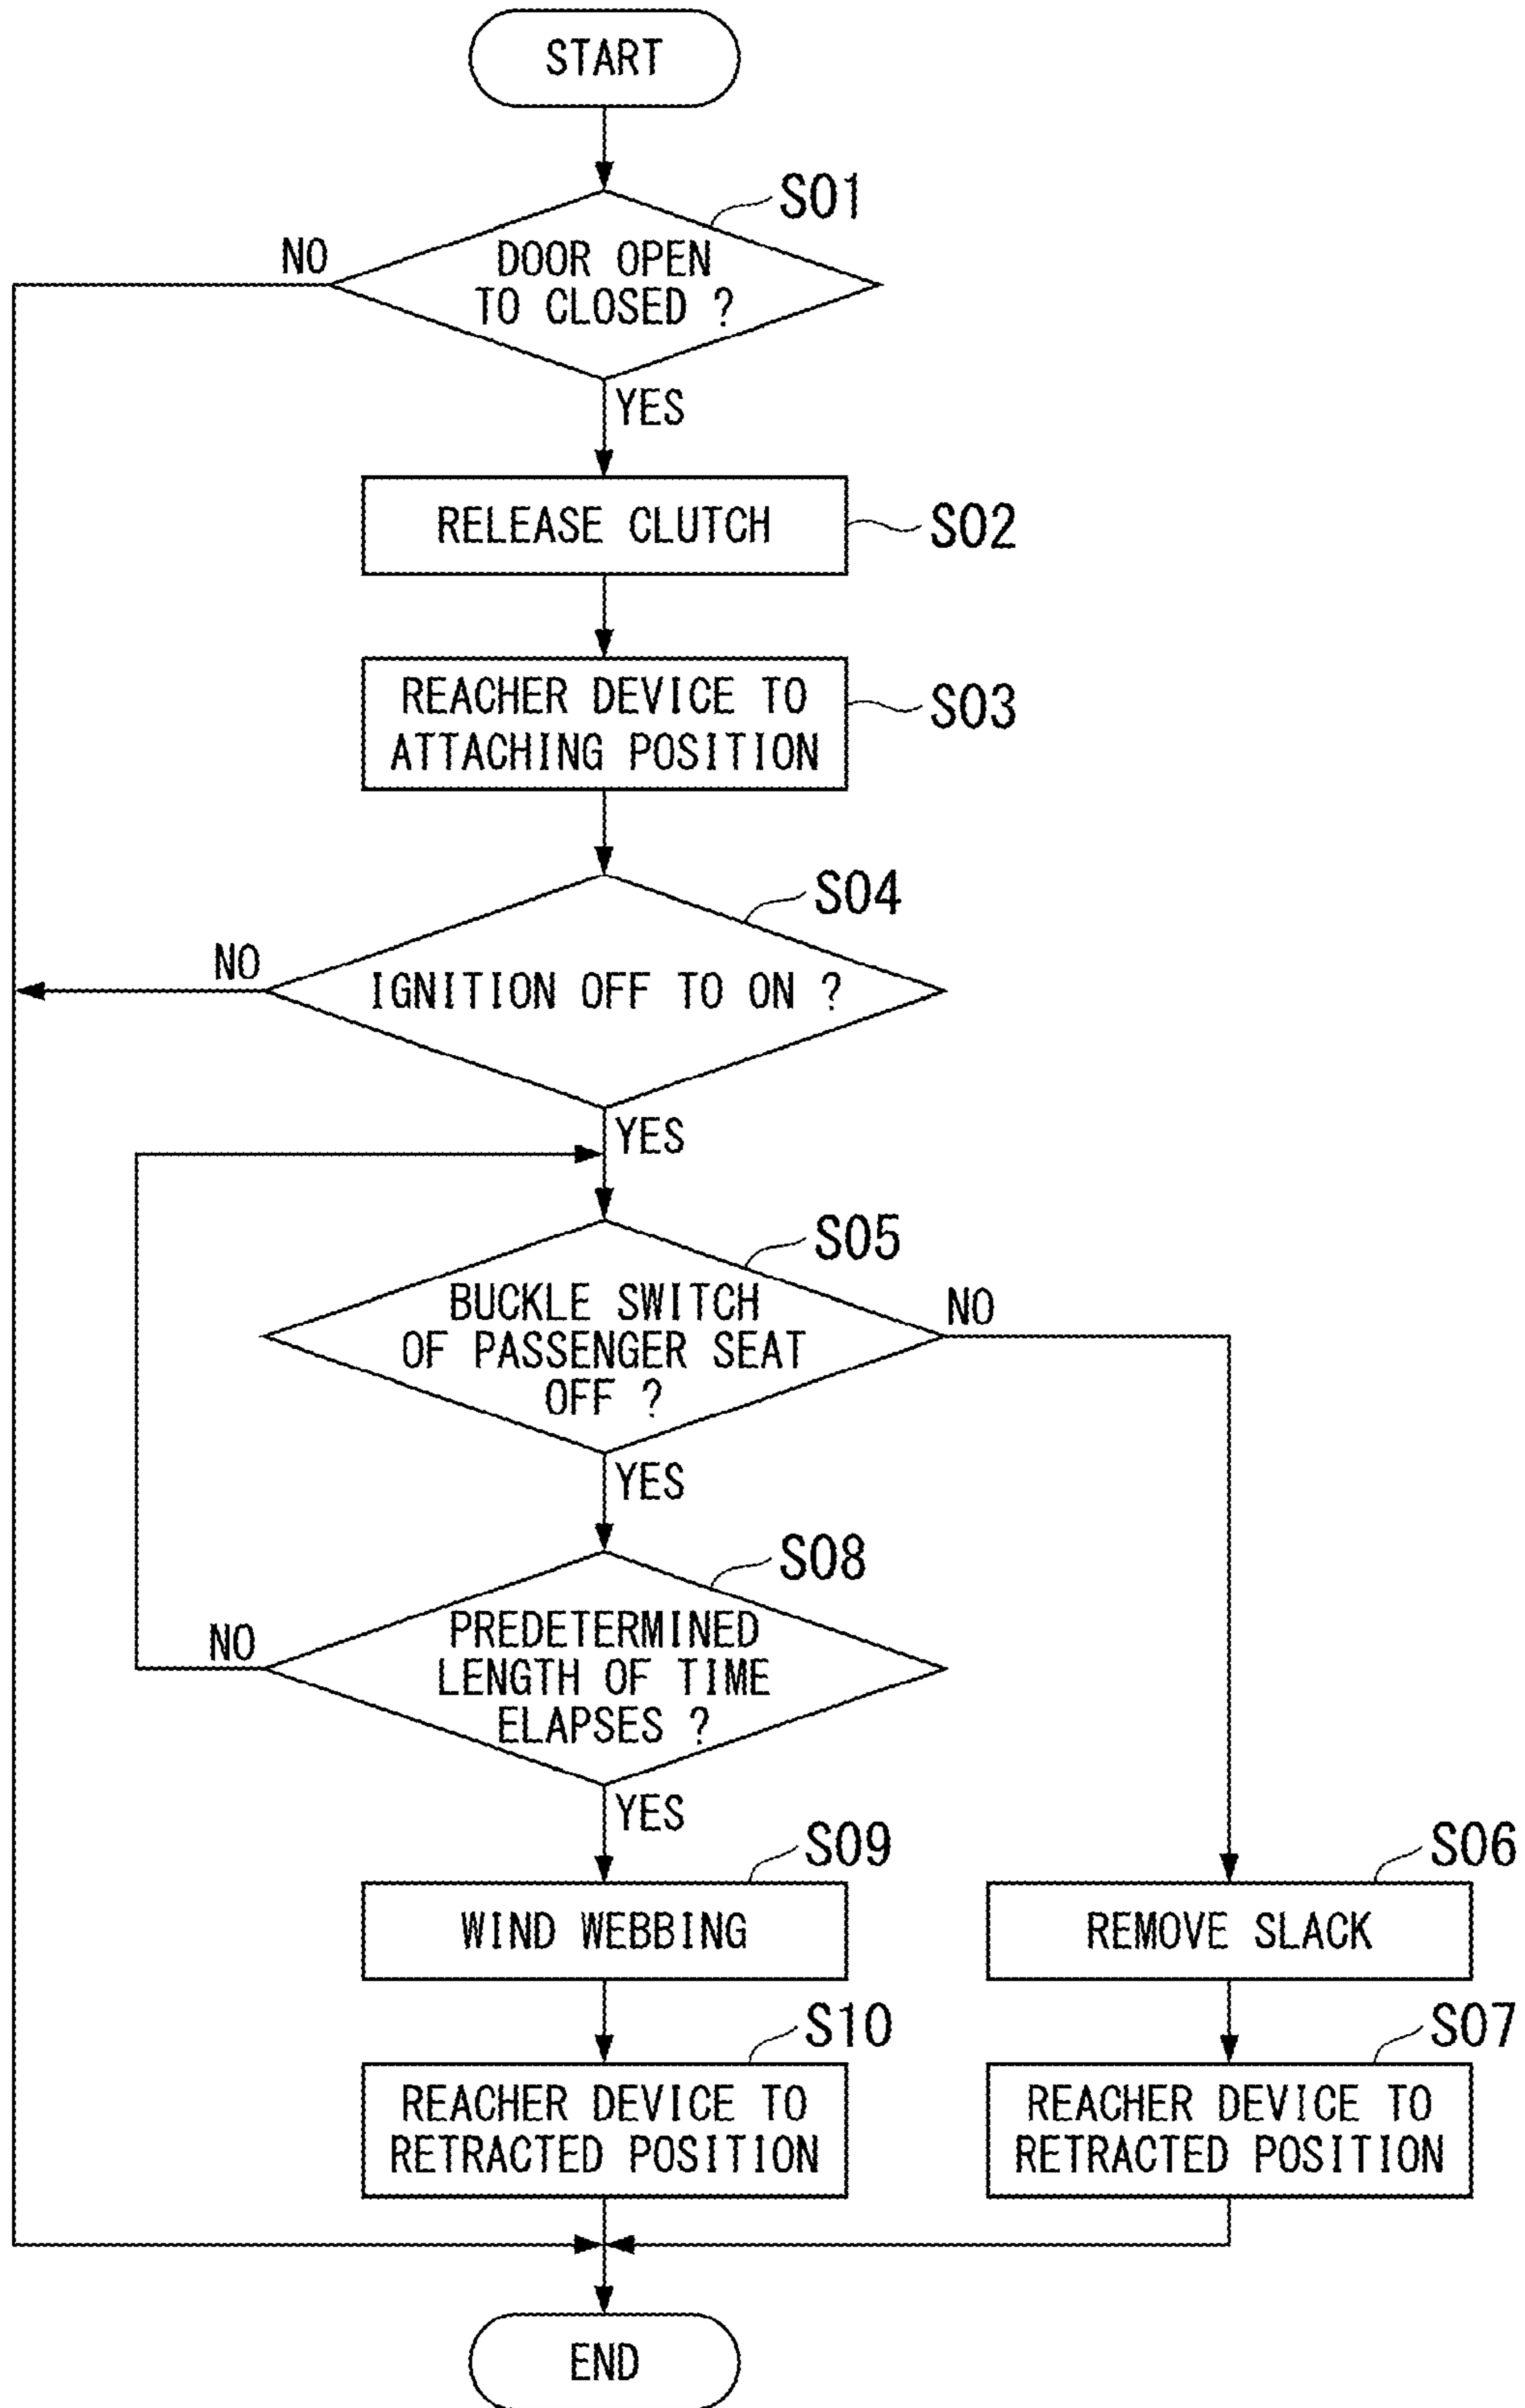 START
S01
NO
DOOR OPEN
TO CLOSED ?
YES
RELEASE CLUTCH
S02
REACHER DEVICE TO
ATTACHING POSITION
S03
S04
NO
IGNITION OFF TO ON ?
YES
S05
BUCKLE SWITCH
OF PASSENGER SEAT
OFF ?
NO
YES
S08
NO
PREDETERMINED
LENGTH OF TIME
ELAPSES ?
YES
S09
WIND WEBBING
S06
REMOVE SLACK
S10
REACHER DEVICE TO
RETRACTED POSITION
S07
REACHER DEVICE TO
RETRACTED POSITION
END